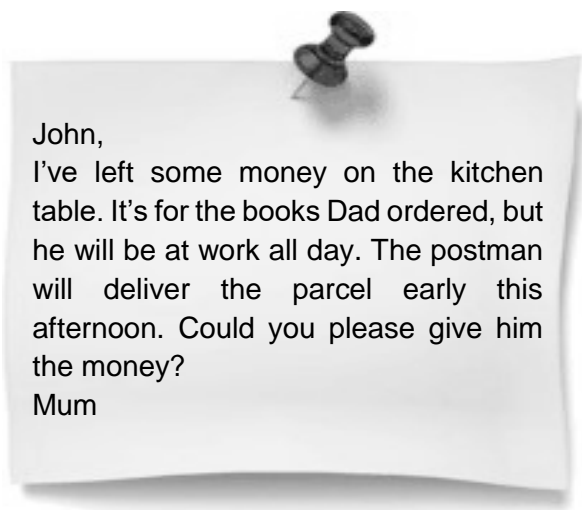 John,
I’ve left some money on the kitchen
table. It’s for the books Dad ordered, but
he will be at work all day. The postman
will deliver the parcel early this
afternoon. Could you please give him
the money?
Mum